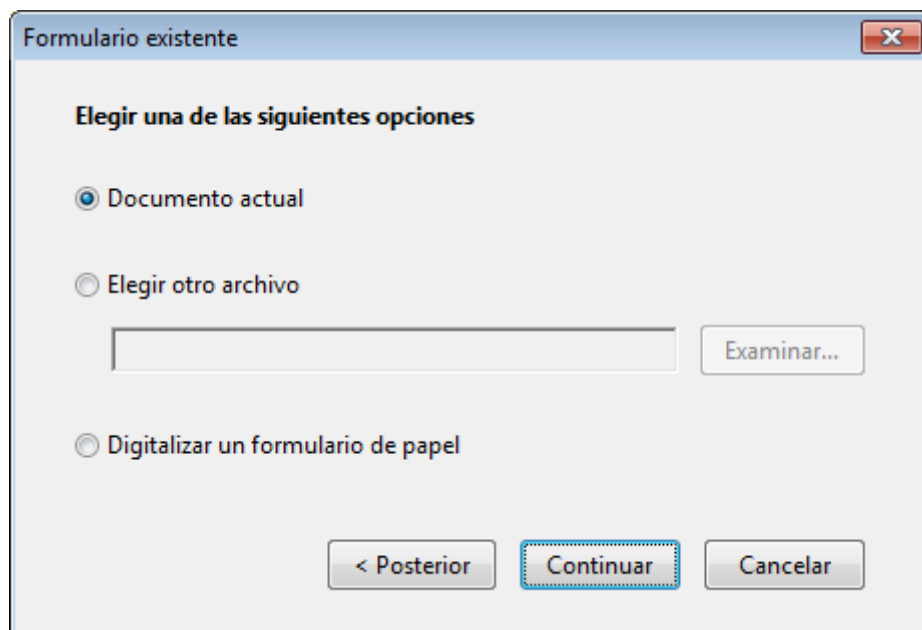 Formulario existente
Elegir una de las siguientes opciones
Documento actual
Elegir otro archivo
Examinar...
Digitalizar un formulario de papel
< Posterior
Continuar
Cancelar